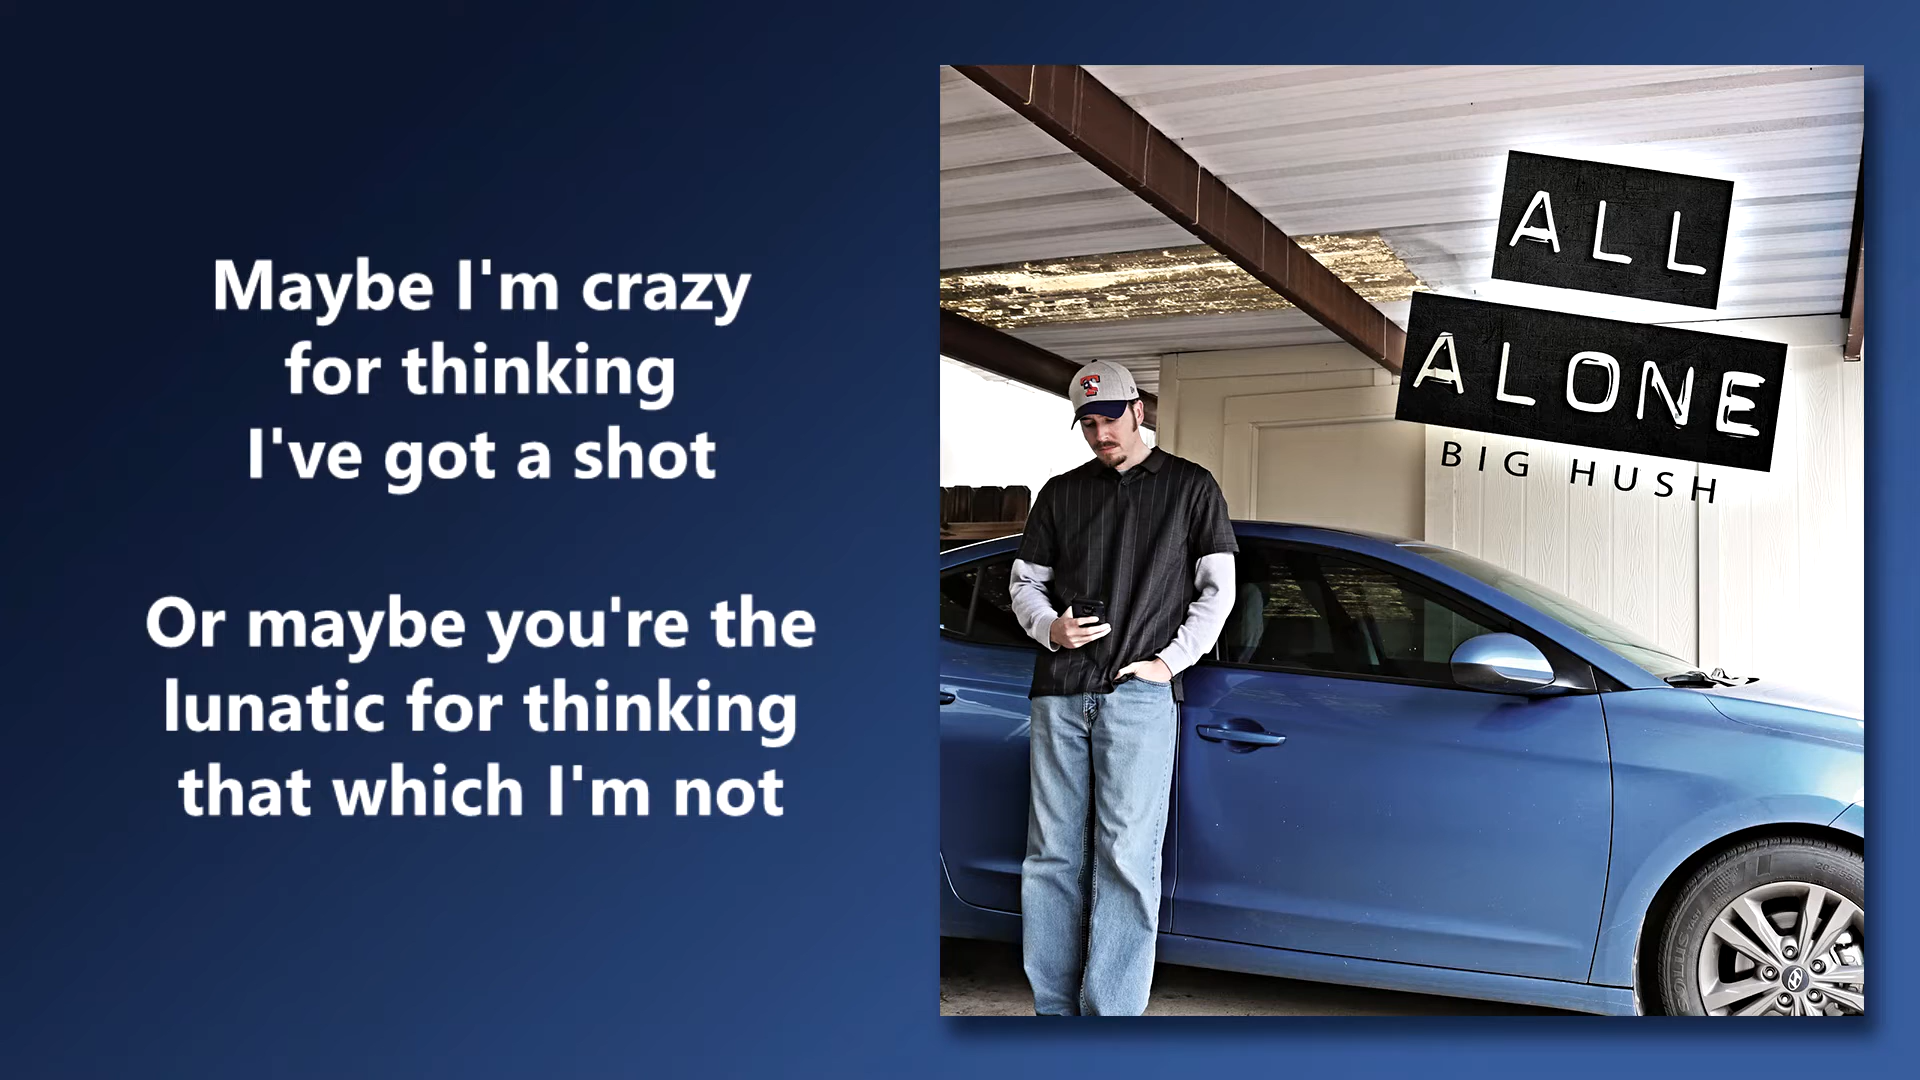 Maybe I'm crazy
for thinking
I've got a shot
Or maybe you're the
lunatic for thinking
that which I'm not
ALL
ALONE
BIG HUSH
T